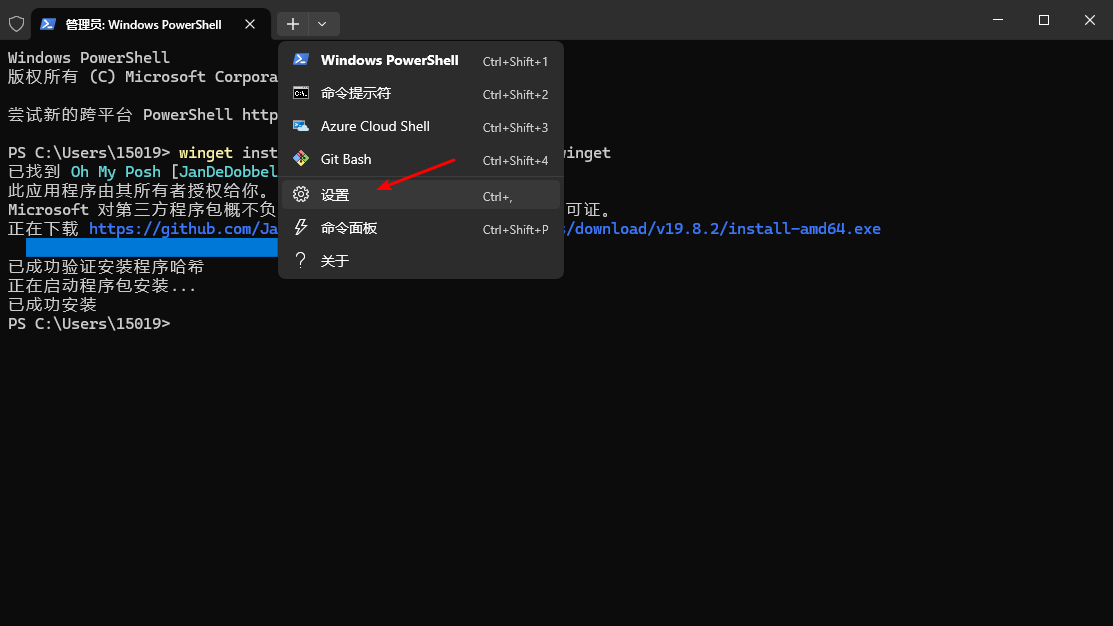 管理员: Windows PowerShell
Windows PowerShell
版权所有 (C) Microsoft Corpora
尝试新的跨平台 PowerShell http
PS C:\Users\15019> winget inst winget
已找到 Oh My Posh [JanDeDobbel
此应用程序由其所有者授权给你。
Microsoft 对第三方程序包概不负 可证。
正在下载 https://github.com/Ja s/download/v19.8.2/install-amd64.exe
已成功验证安装程序哈希
正在启动程序包安装...
已成功安装
PS C:\Users\15019>
Windows PowerShell Ctrl+Shift+1
命令提示符 Ctrl+Shift+2
Azure Cloud Shell Ctrl+Shift+3
Git Bash Ctrl+Shift+4
设置 Ctrl+,
命令面板 Ctrl+Shift+P
关于